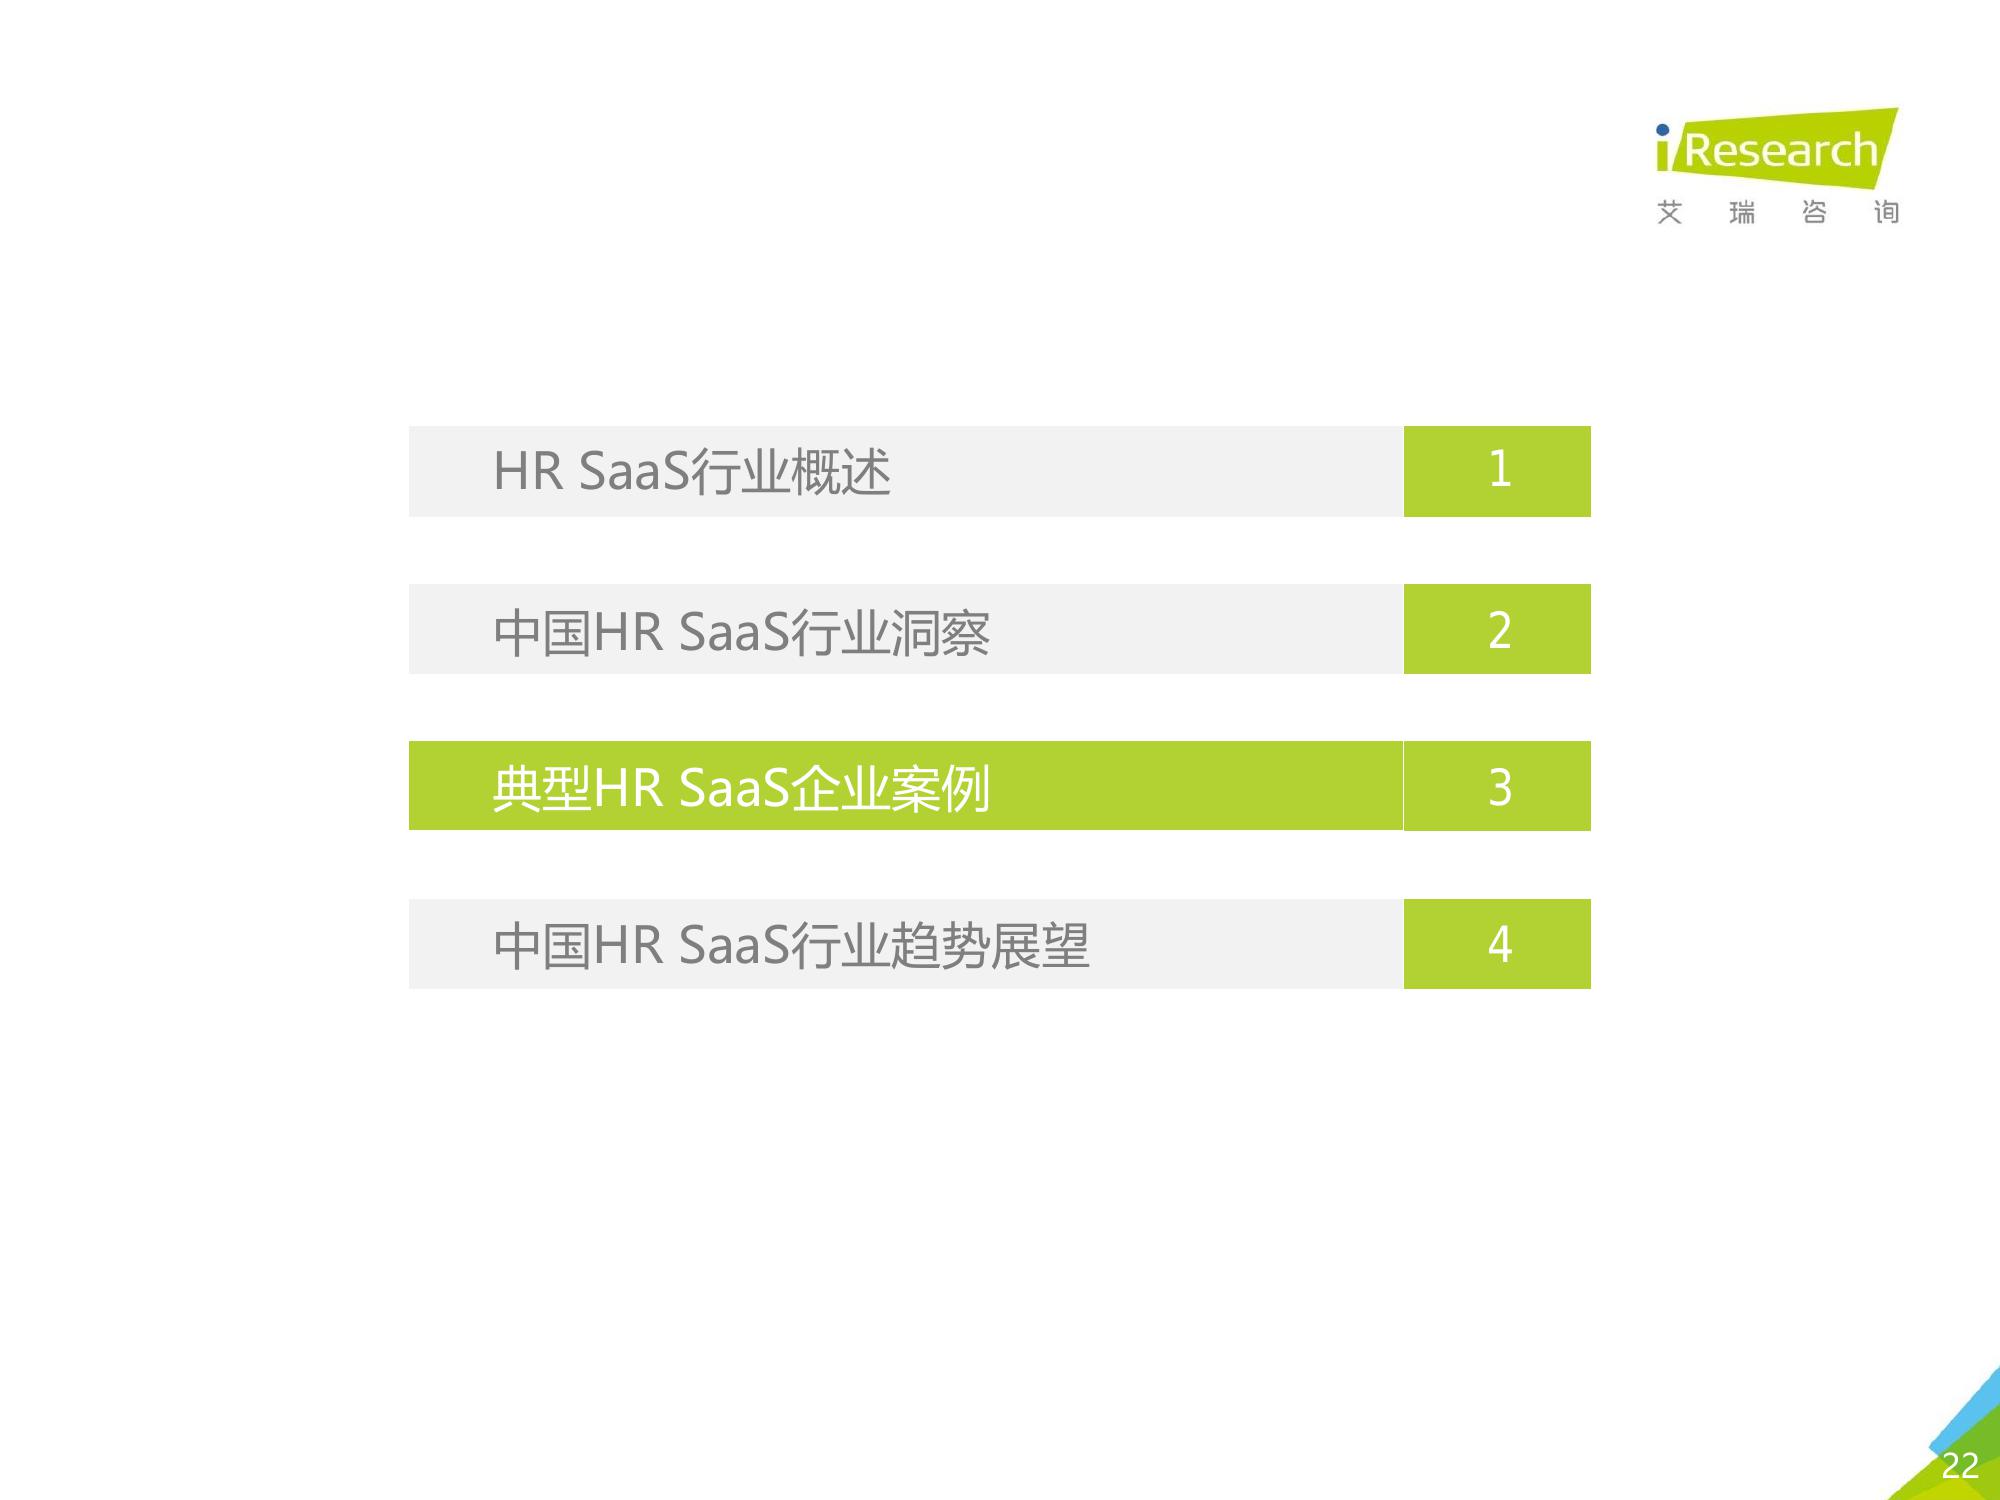 iResearch
艾瑞咨询
HR SaaS行业概述 1
中国HR SaaS行业洞察 2
典型HR SaaS企业案例 3
中国HR SaaS行业趋势展望 4
22